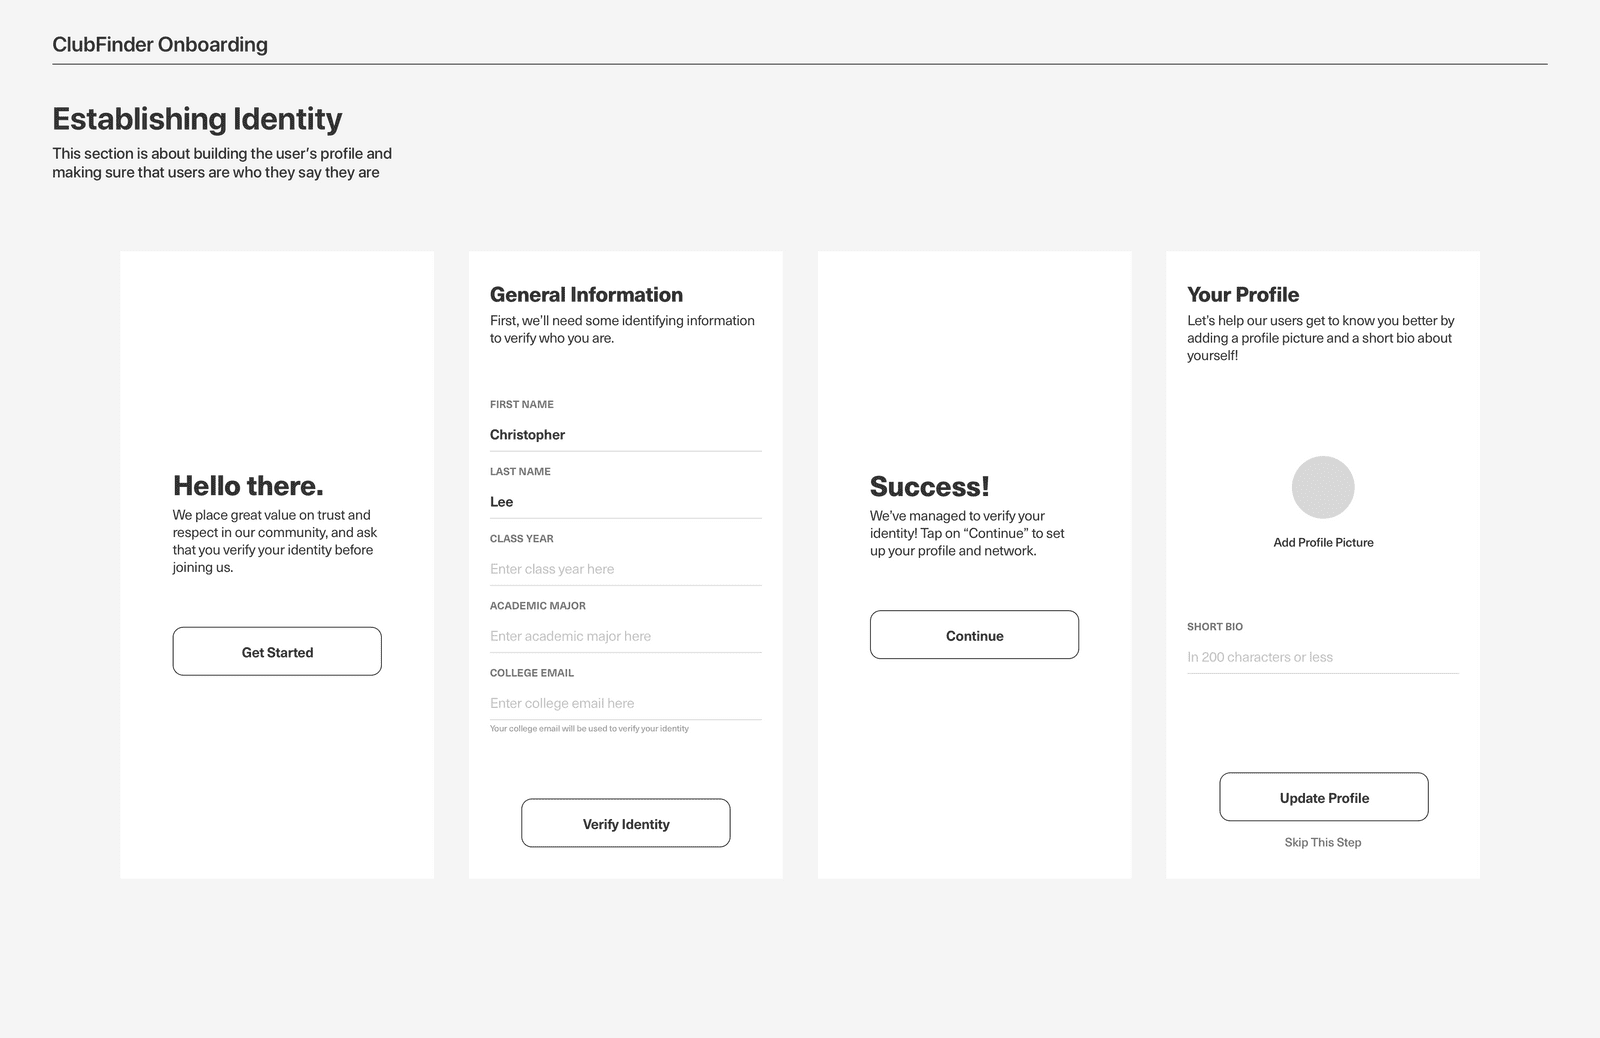 ClubFinder Onboarding
Establishing Identity
This section is about building the user's profile and
making sure that users are who they say they are
Hello there.
We place great value on trust and
respect in our community, and ask
that you verify your identity before
joining us.
Get Started
General Information
First, we'll need some identifying information
to verify who you are.
FIRST NAME
Christopher
LAST NAME
Lee
CLASS YEAR
Enter class year here
ACADEMIC MAJOR
Enter academic major here
COLLEGE EMAIL
Enter college email here
Your college email will be used to verify your identity
Verify Identity
Success!
We've managed to verify your
identity! Tap on “Continue” to set
up your profile and network.
Continue
Your Profile
Let's help our users get to know you better by
adding a profile picture and a short bio about
yourself!
Add Profile Picture
SHORT BIO
In 200 characters or less
Update Profile
Skip This Step